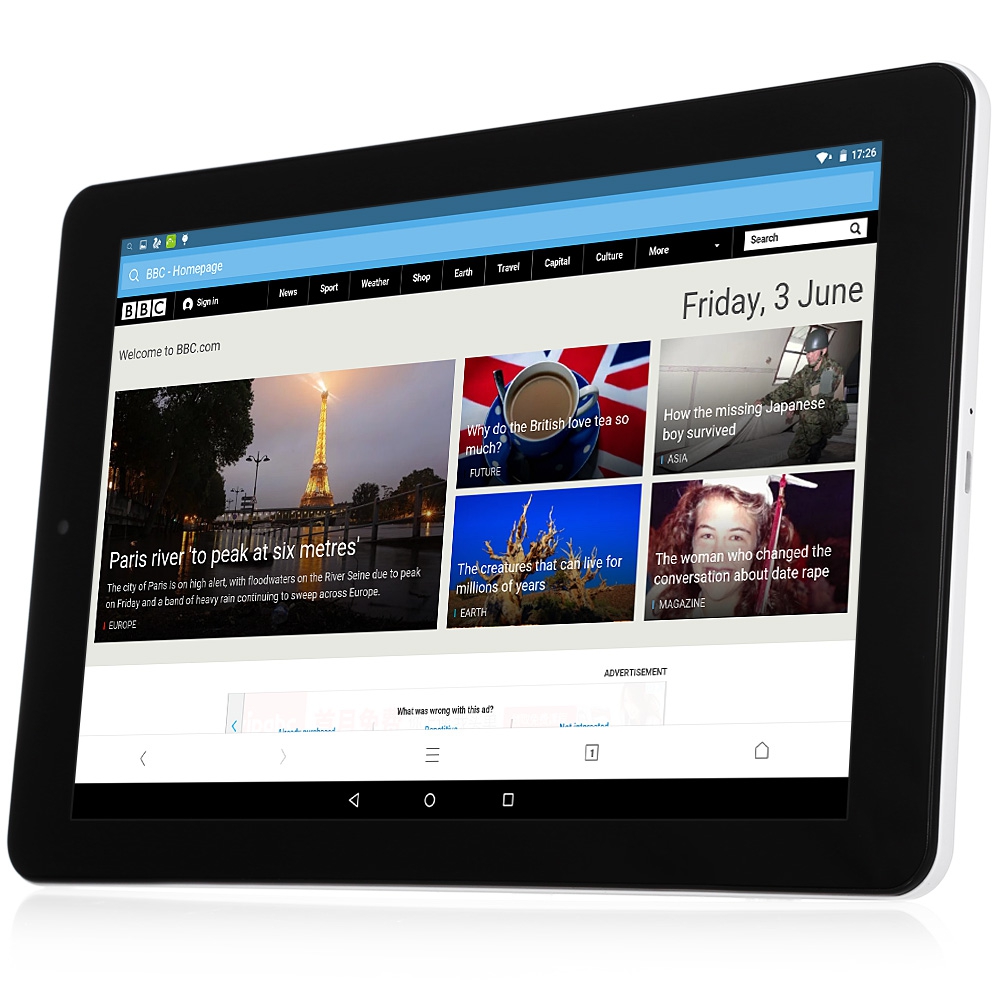 17:26
BBC - Homepage
BBC
Sign in
News
Sport
Weather
Shop
Earth
Travel
Capital
Culture
More
Search
Friday, 3 June
Welcome to BBC.com
Paris river 'to peak at six metres'
The city of Paris is on high alert, with floodwaters on the River Seine due to peak
on Friday and a band of heavy rain continuing to sweep across Europe.
EUROPE
Why do the British love tea so
much?
FUTURE
How the missing Japanese
boy survived
ASIA
The creatures that can live for
millions of years
EARTH
The woman who changed the
conversation about date rape
MAGAZINE
ADVERTISEMENT
What was wrong with this ad?
Already purchased
Repetitive
Not interested
1